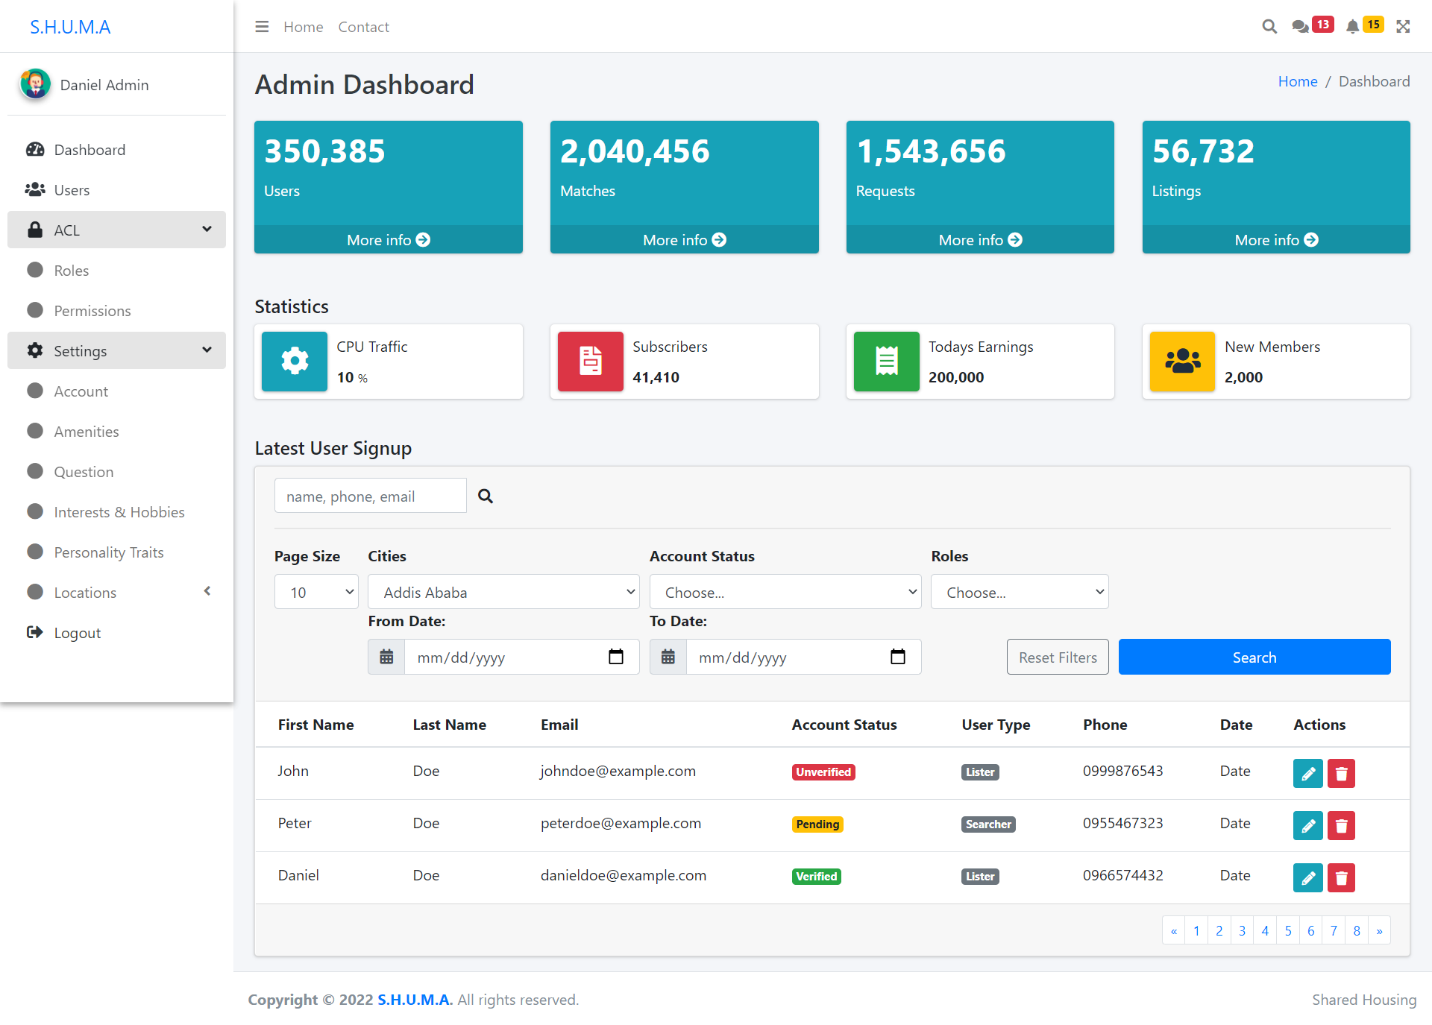 S.H.U.M.A
Home Contact 13 15
Daniel Admin
Dashboard
Users
ACL
Roles
Permissions
Settings
Account
Amenities
Question
Interests & Hobbies
Personality Traits
Locations
Logout
Admin Dashboard
Home / Dashboard
350,385
Users
More info
2,040,456
Matches
More info
1,543,656
Requests
More info
56,732
Listings
More info
Statistics
CPU Traffic
10 %
Subscribers
41,410
Todays Earnings
200,000
New Members
2,000
Latest User Signup
name, phone, email
Page Size Cities Account Status Roles
10 Addis Ababa Choose... Choose...
From Date: To Date:
mm/dd/yyyy mm/dd/yyyy Reset Filters Search
First Name Last Name Email Account Status User Type Phone Date Actions
John Doe johndoe@example.com Unverified Lister 0999876543 Date
Peter Doe peterdoe@example.com Pending Searcher 0955467323 Date
Daniel Doe danieldoe@example.com Verified Lister 0966574432 Date
« 1 2 3 4 5 6 7 8 »
Copyright © 2022 S.H.U.M.A. All rights reserved.
Shared Housing